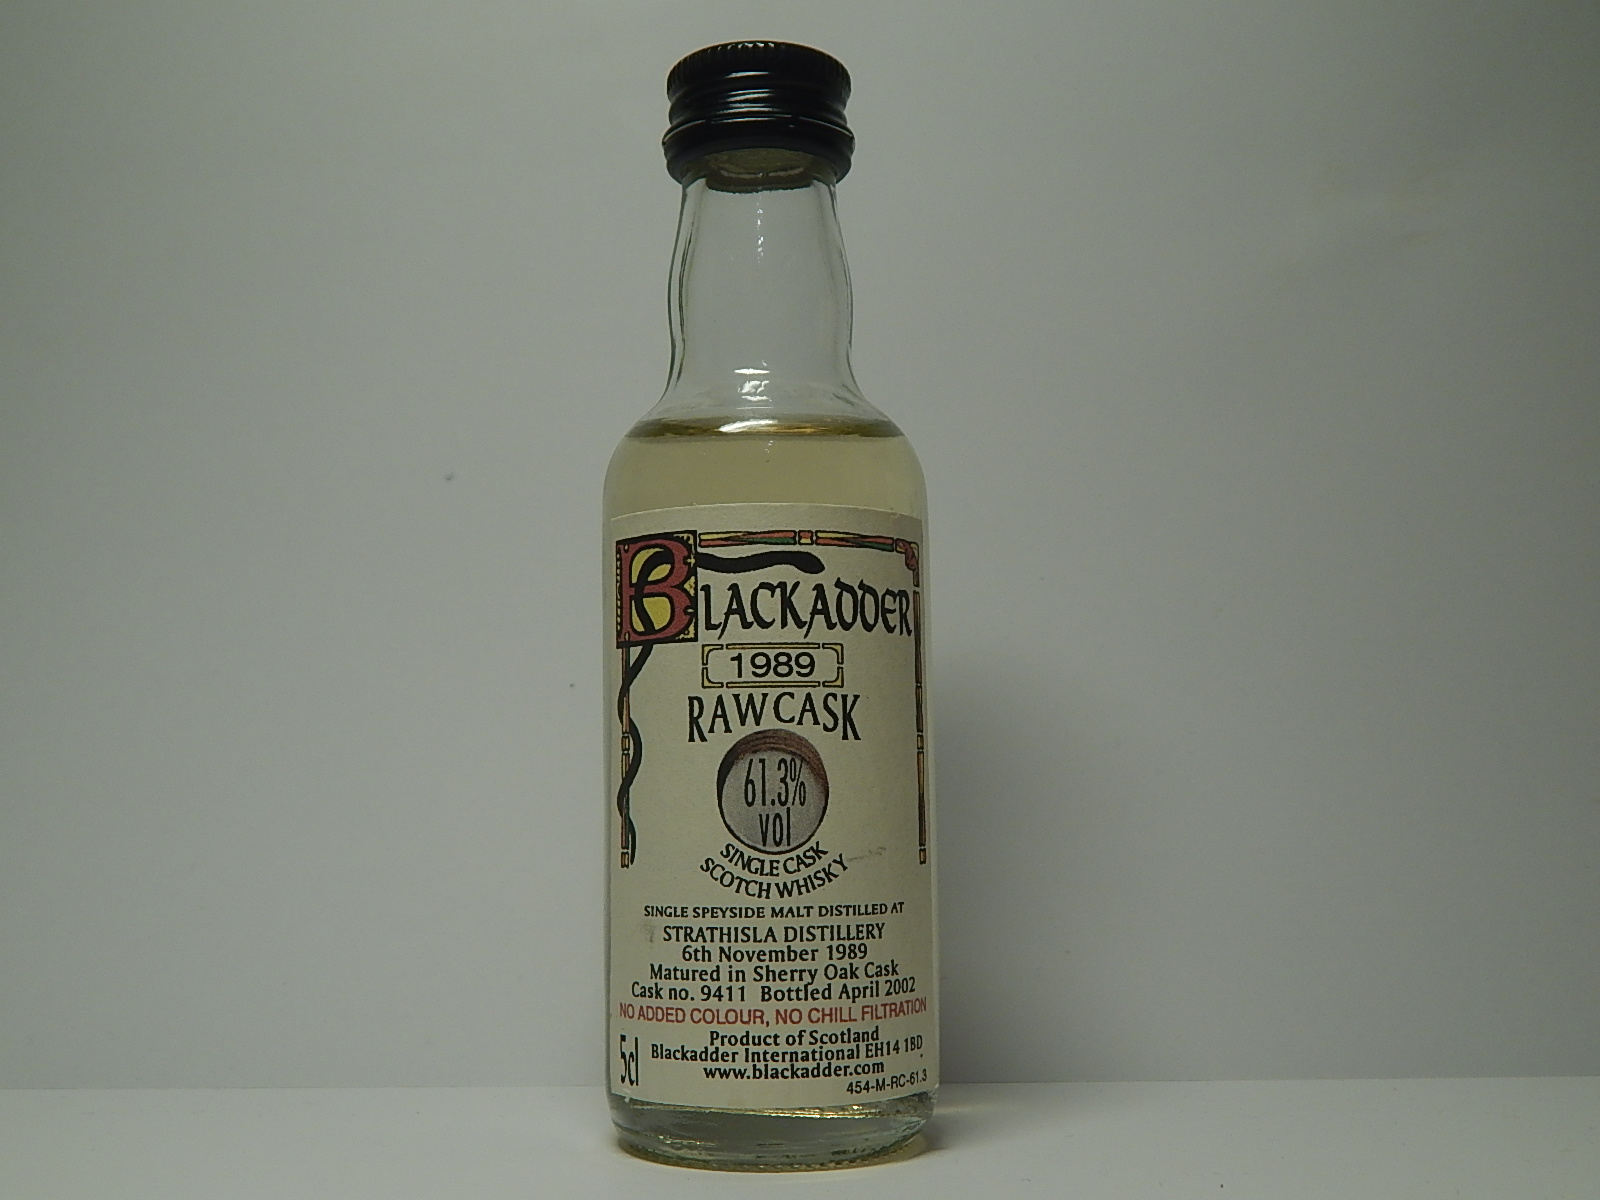 BLACKADDER
1989
RAW CASK
61.3%
vol
SINGLE CASK
SCOTCH WHISKY
SINGLE SPEYSIDE MALT DISTILLED AT
STRATHISLA DISTILLERY
6th November 1989
Matured in Sherry Oak Cask
Cask no. 9411 Bottled April 2002
NO ADDED COLOUR, NO CHILL FILTRATION
Product of Scotland
5cl Blackadder International EH14 1BD
www.blackadder.com
454-M-RC-61.3